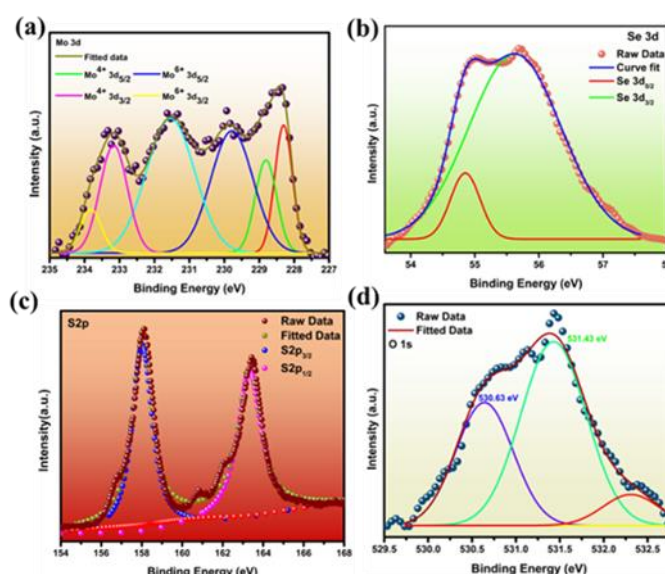 (a)
Mo 3d
Fitted data
Mo4+ 3d5/2
Mo6+ 3d5/2
Mo4+ 3d3/2
Mo6+ 3d3/2
Intensity (a.u.)
235 234 233 232 231 230 229 228 227
Binding Energy (eV)
(b)
Se 3d
Raw Data
Curve fit
Se 3d5/2
Se 3d3/2
Intensity (a.u.)
54 55 56 57
Binding Energy (eV)
(c)
S2p
Raw Data
Fitted Data
S2p3/2
S2p1/2
Intensity(a.u.)
154 156 158 160 162 164 166 168
Binding Energy (eV)
(d)
Raw Data
Fitted Data
O 1s
531.43 eV
530.63 eV
Intensity (a.u.)
529.5 530.0 530.5 531.0 531.5 532.0 532.5
Binding Energy (eV)